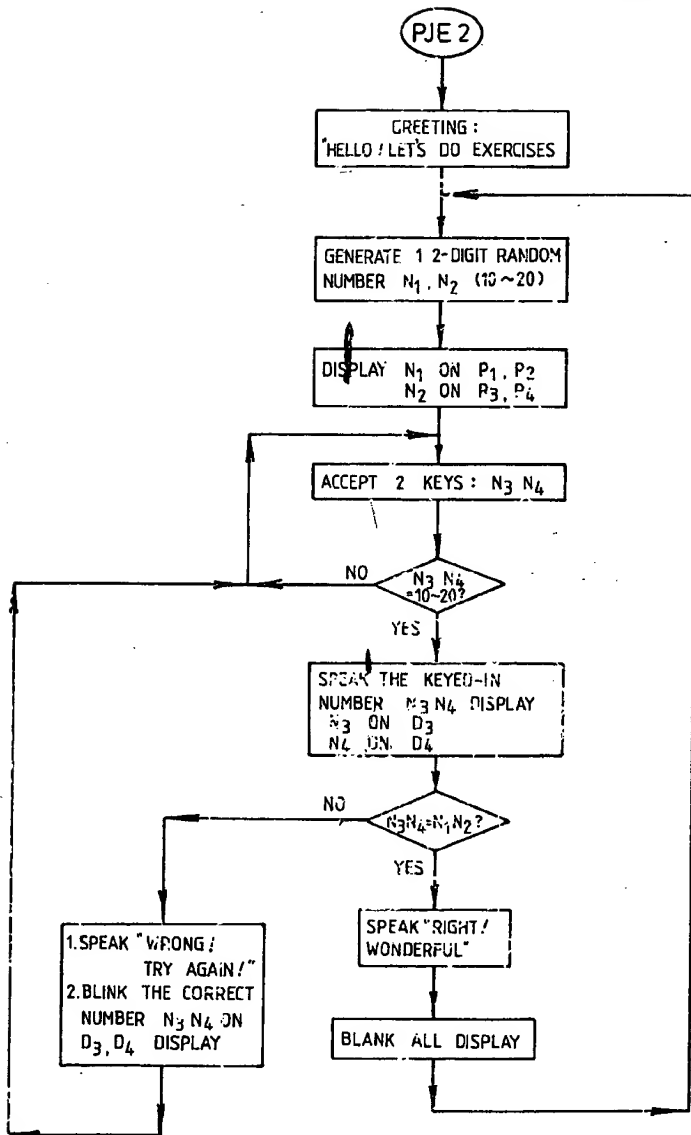 PJE 2
GREETING:
"HELLO! LET'S DO EXERCISES
GENERATE 1 2-DIGIT RANDOM
NUMBER N1, N2 (10~20)
DISPLAY N1 ON P1, P2
N2 ON P3, P4
ACCEPT 2 KEYS: N3 N4
NO
N3 N4
=10~20?
YES
SPEAK THE KEYED-IN
NUMBER N3 N4 DISPLAY
N3 ON D3
N4 ON D4
NO
N3N4=N1N2?
YES
1.SPEAK "WRONG!
TRY AGAIN!"
2.BLINK THE CORRECT
NUMBER N3 N4 ON
D3, D4 DISPLAY
SPEAK "RIGHT!
WONDERFUL"
BLANK ALL DISPLAY